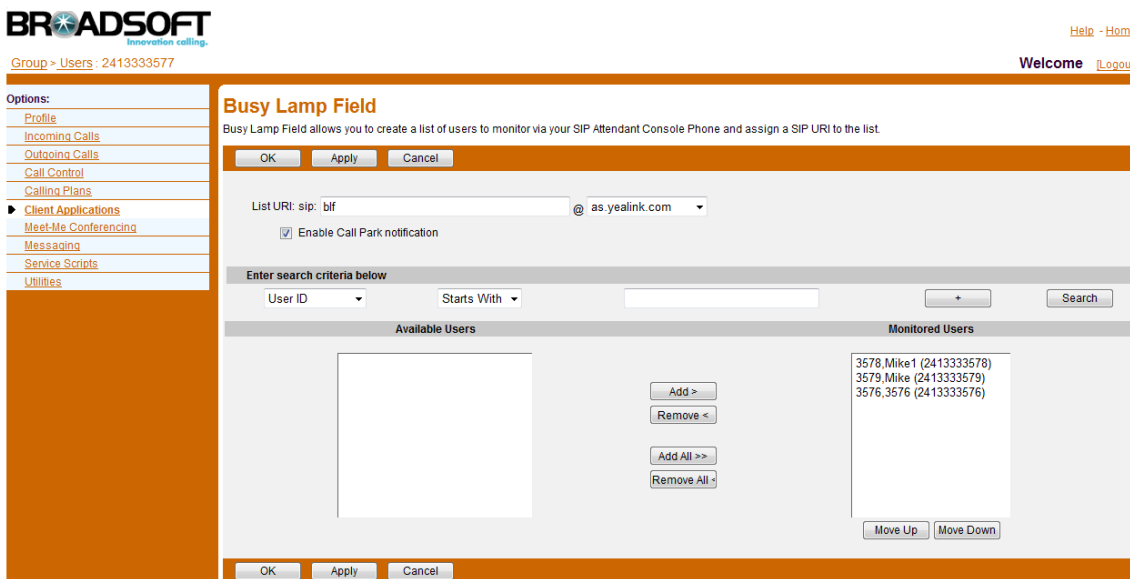 BROADSOFT
Innovation calling.
Help - Hom
Group > Users : 2413333577
Welcome [Logou
Options:
Profile
Incoming Calls
Outgoing Calls
Call Control
Calling Plans
Client Applications
Meet-Me Conferencing
Messaging
Service Scripts
Utilities
Busy Lamp Field
Busy Lamp Field allows you to create a list of users to monitor via your SIP Attendant Console Phone and assign a SIP URI to the list.
OK Apply Cancel
List URI: sip: blf @ as.yealink.com
Enable Call Park notification
Enter search criteria below
User ID Starts With + Search
Available Users Monitored Users
3578,Mike1 (2413333578)
3579,Mike (2413333579)
3576,3576 (2413333576)
Add >
Remove <
Add All >>
Remove All <
Move Up Move Down
OK Apply Cancel